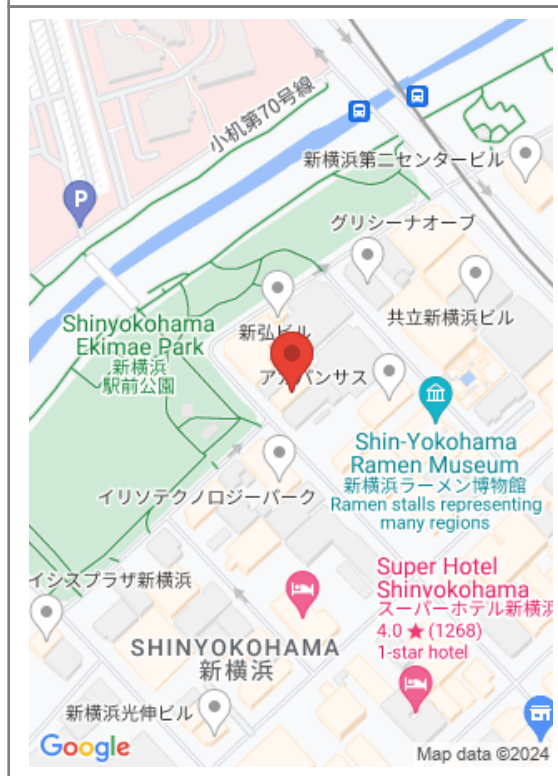 小机第70号線
新横浜第二センタービル
P
グリシーナオーブ
共立新横浜ビル
新弘ビル
Shinyokohama
Ekimae Park
新横浜
駅前公園
パンサス
Shin-Yokohama
Ramen Museum
新横浜ラーメン博物館
Ramen stalls representing
many regions
イリソテクノロジーパーク
イシスプラザ新横浜
Super Hotel
Shinyokohama
スーパーホテル新横浜
4.0 ★ (1268)
1-star hotel
SHINYOKOHAMA
新横浜
新横浜光伸ビル
Google
Map data ©2024